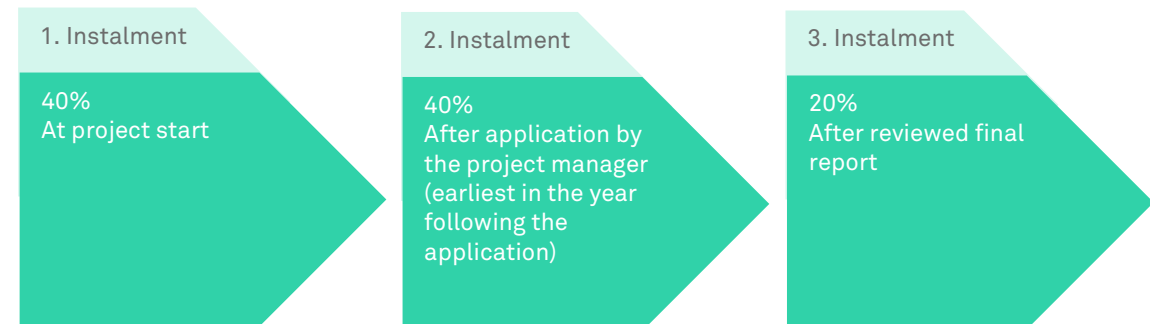 1. Instalment
40%
At project start
2. Instalment
40%
After application by
the project manager
(earliest in the year
following the
application)
3. Instalment
20%
After reviewed final
report